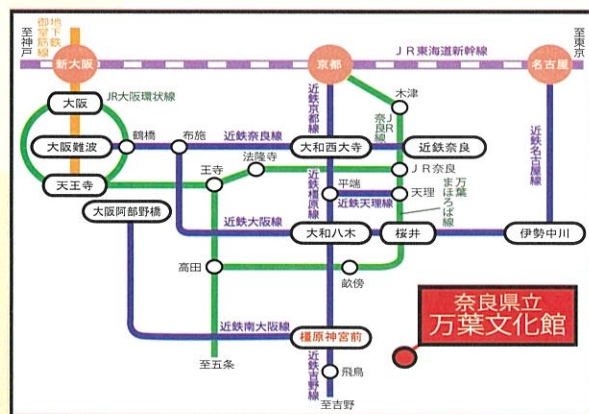 至神戸
地下鉄
御堂筋線
至東京
新大阪
京都
名古屋
JR東海道新幹線
大阪
JR大阪環状線
木津
近鉄京都線
JR
奈良線
近鉄名古屋線
鶴橋
布施
大阪難波
近鉄奈良線
大和西大寺
近鉄奈良
法隆寺
王寺
JR奈良
天王寺
平端
天理
近鉄天理線
万葉
まほろば線
近鉄橿原線
大阪阿部野橋
近鉄大阪線
大和八木
桜井
伊勢中川
高田
畝傍
奈良県立
万葉文化館
近鉄南大阪線
橿原神宮前
至五条
近鉄吉野線
飛鳥
至吉野